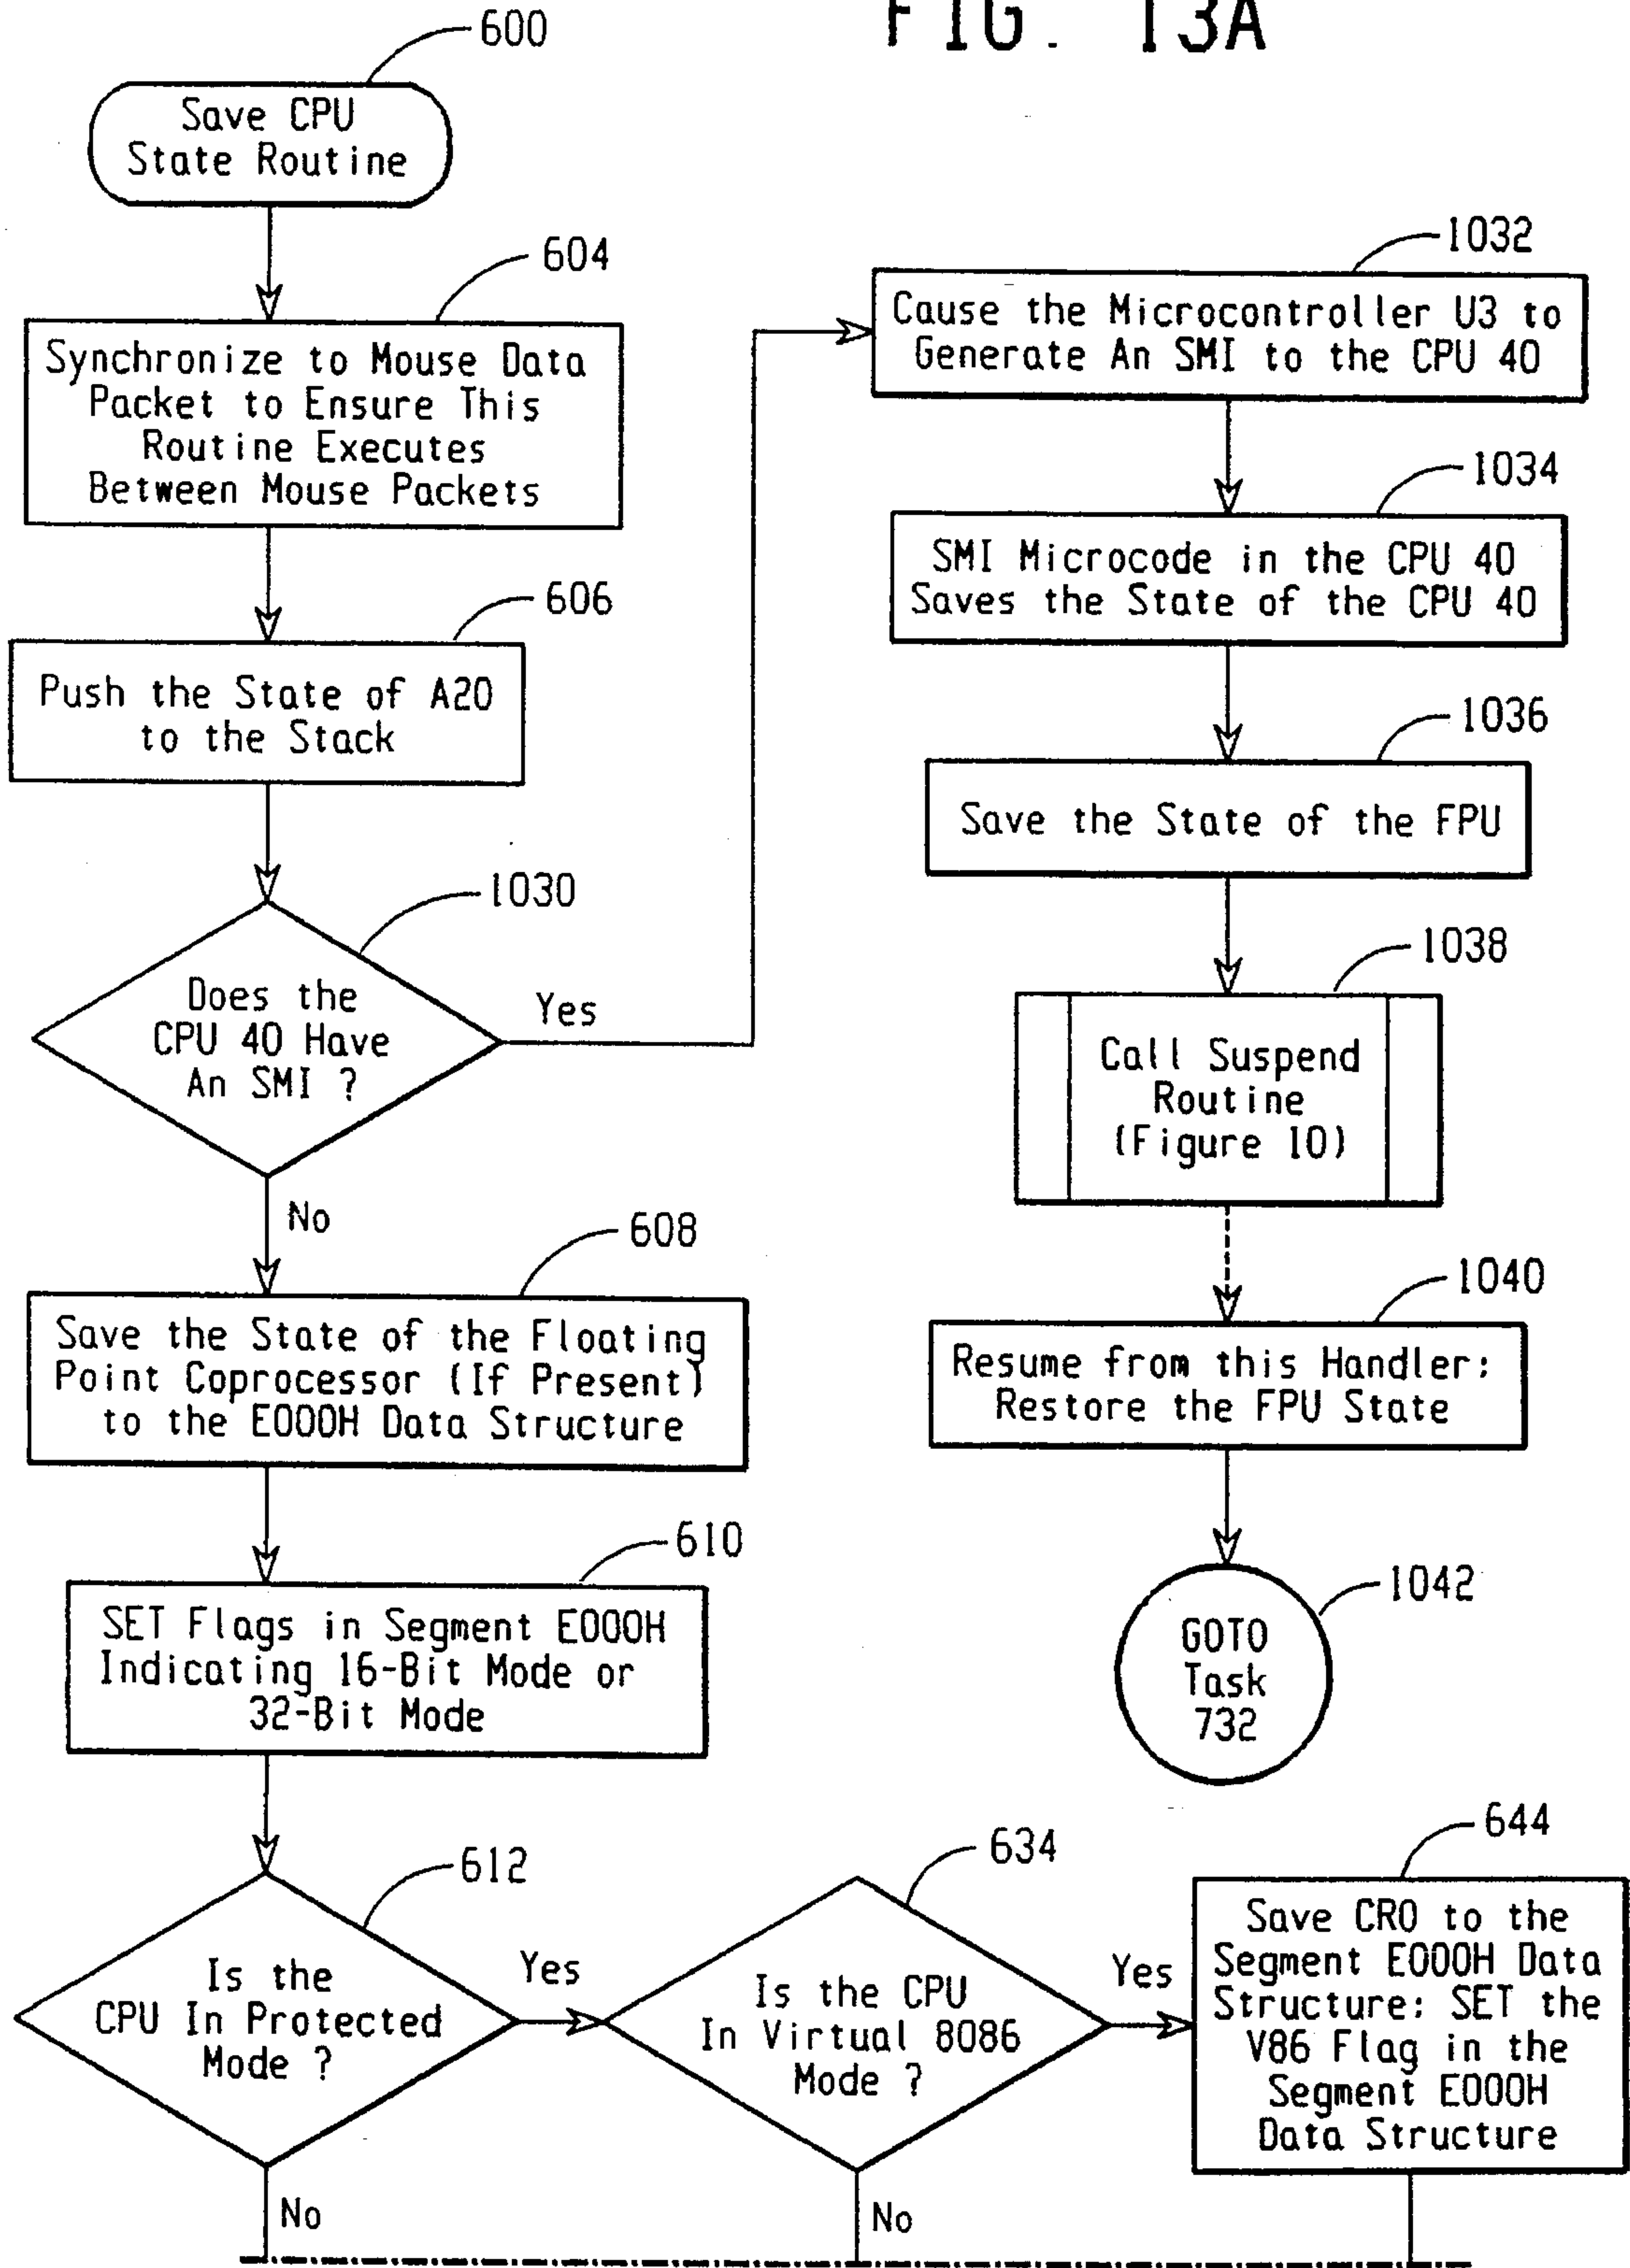 FIG. 13A
600
Save CPU
State Routine
604
Synchronize to Mouse Data
Packet to Ensure This
Routine Executes
Between Mouse Packets
606
Push the State of A20
to the Stack
1030
Does the
CPU 40 Have
An SMI ?
Yes
No
1032
Cause the Microcontroller U3 to
Generate An SMI to the CPU 40
1034
SMI Microcode in the CPU 40
Saves the State of the CPU 40
1036
Save the State of the FPU
1038
Call Suspend
Routine
(Figure 10)
1040
Resume from this Handler:
Restore the FPU State
1042
GOTO
Task
732
608
Save the State of the Floating
Point Coprocessor (If Present)
to the E000H Data Structure
610
SET Flags in Segment E000H
Indicating 16-Bit Mode or
32-Bit Mode
612
Is the
CPU In Protected
Mode ?
Yes
No
634
Is the CPU
In Virtual 8086
Mode ?
Yes
No
644
Save CR0 to the
Segment E000H Data
Structure: SET the
V86 Flag in the
Segment E000H
Data Structure